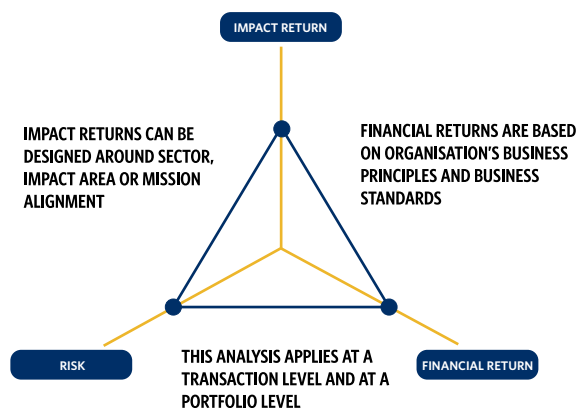 IMPACT RETURN
IMPACT RETURNS CAN BE
DESIGNED AROUND SECTOR,
IMPACT AREA OR MISSION
ALIGNMENT
FINANCIAL RETURNS ARE BASED
ON ORGANISATION'S BUSINESS
PRINCIPLES AND BUSINESS
STANDARDS
RISK
THIS ANALYSIS APPLIES AT A
TRANSACTION LEVEL AND AT A
PORTFOLIO LEVEL
FINANCIAL RETURN